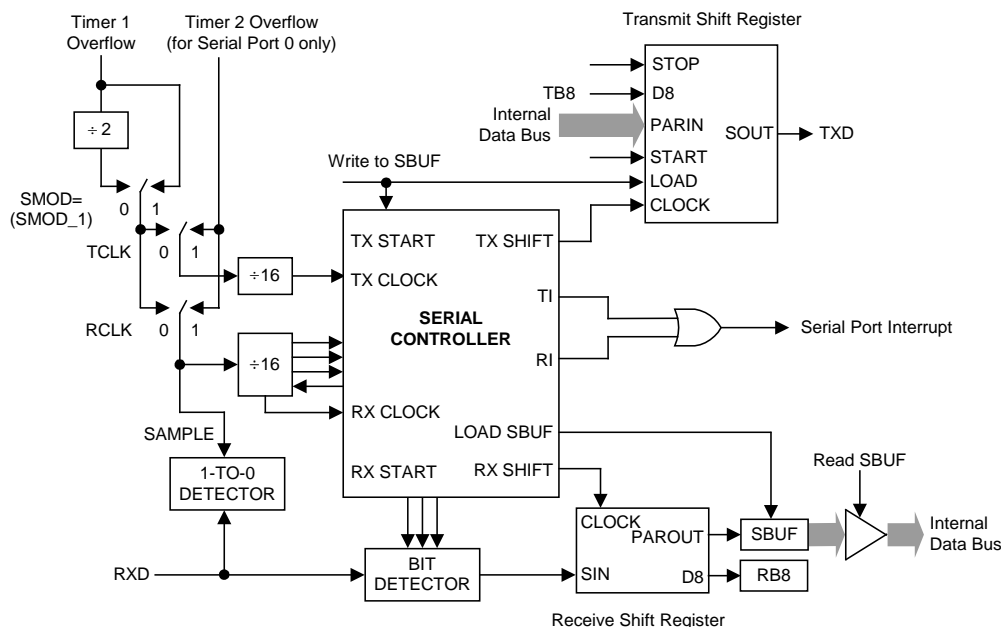 Timer 1
Overflow
Timer 2 Overflow
(for Serial Port 0 only)
Transmit Shift Register
÷ 2
STOP
TB8
D8
Internal
Data Bus
PARIN
SOUT
TXD
START
Write to SBUF
LOAD
CLOCK
SMOD=
(SMOD_1)
0
1
TX START
TX SHIFT
TCLK
0
1
÷16
TX CLOCK
TI
SERIAL
CONTROLLER
Serial Port Interrupt
RCLK
0
1
÷16
RI
RX CLOCK
SAMPLE
LOAD SBUF
1-TO-0
DETECTOR
RX START
RX SHIFT
Read SBUF
CLOCK
PAROUT
SBUF
Internal
Data Bus
RXD
BIT
DETECTOR
SIN
D8
RB8
Receive Shift Register